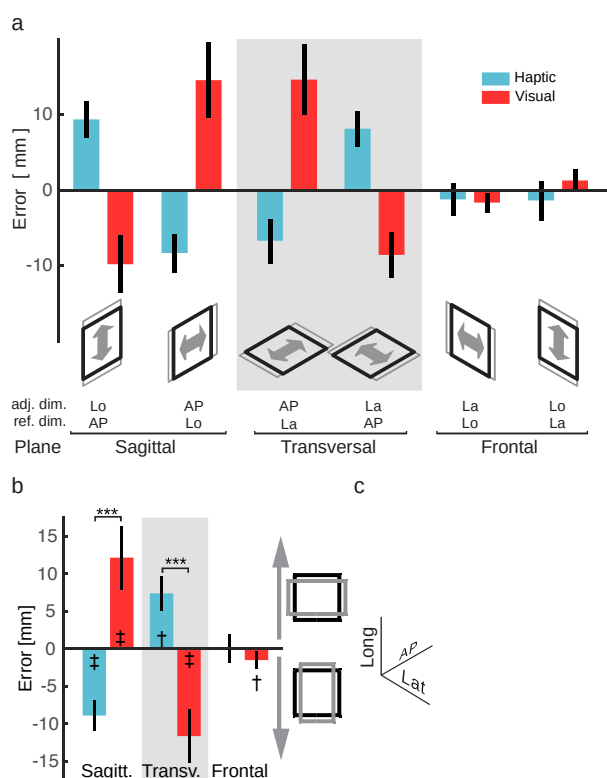 a
Haptic
Visual
Error [ mm]
10
0
-10
adj. dim. Lo AP AP La La Lo
ref. dim. AP Lo La AP Lo La
Plane Sagittal Transversal Frontal
b
c
Error [mm]
15
10
5
0
-5
-10
-15
*** ***
‡ ‡ † ‡ †
Sagitt. Transv. Frontal
Long
AP
Lat